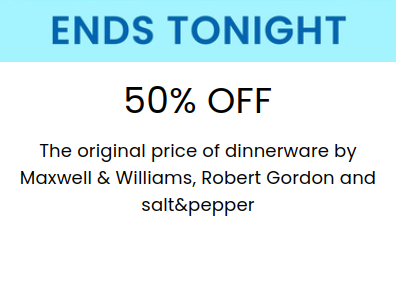 ENDS TONIGHT
50% OFF
The original price of dinnerware by
Maxwell & Williams, Robert Gordon and
salt&pepper